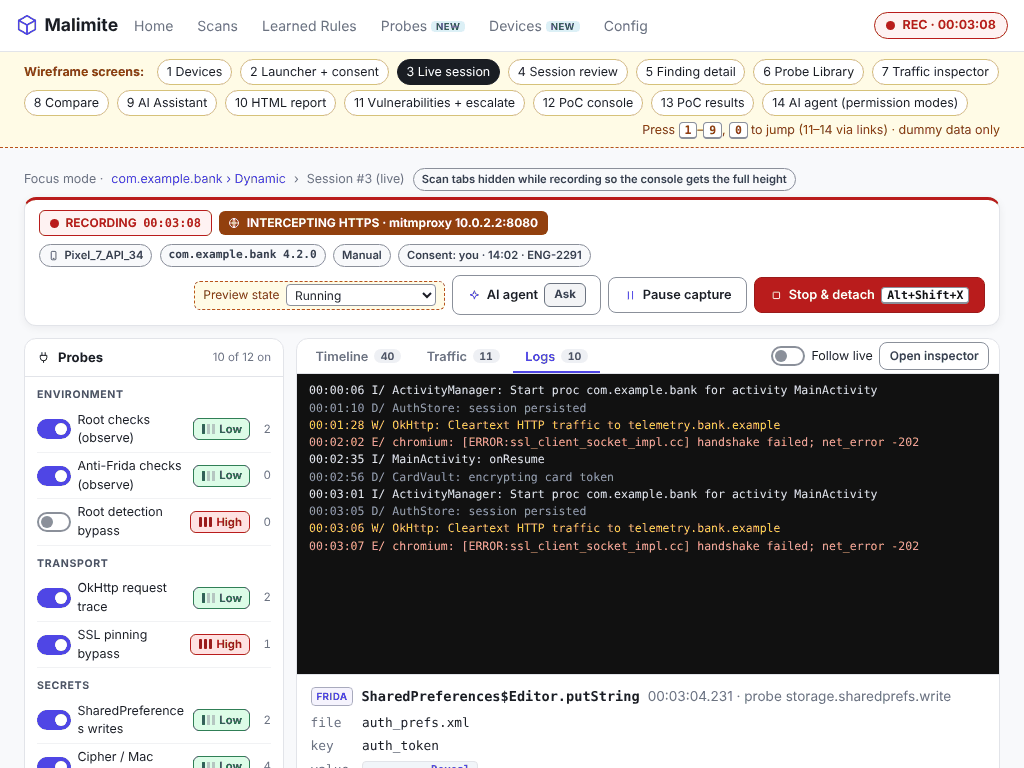 Malimite Home Scans Learned Rules Probes NEW Devices NEW Config REC · 00:03:08
Wireframe screens: 1 Devices 2 Launcher + consent 3 Live session 4 Session review 5 Finding detail 6 Probe Library 7 Traffic inspector
8 Compare 9 AI Assistant 10 HTML report 11 Vulnerabilities + escalate 12 PoC console 13 PoC results 14 AI agent (permission modes)
Press 1–9, 0 to jump (11–14 via links) · dummy data only
Focus mode · com.example.bank › Dynamic › Session #3 (live) Scan tabs hidden while recording so the console gets the full height
RECORDING 00:03:08 INTERCEPTING HTTPS · mitmproxy 10.0.2.2:8080
Pixel_7_API_34 com.example.bank 4.2.0 Manual Consent: you · 14:02 · ENG-2291
Preview state Running AI agent Ask Pause capture Stop & detach Alt+Shift+X
Probes 10 of 12 on
ENVIRONMENT
Root checks (observe) Low 2
Anti-Frida checks (observe) Low 0
Root detection bypass High 0
TRANSPORT
OkHttp request trace Low 2
SSL pinning bypass High 1
SECRETS
SharedPreferences writes Low 2
Cipher / Mac Low 4
Timeline 40 Traffic 11 Logs 10 Follow live Open inspector
00:00:06 I/ ActivityManager: Start proc com.example.bank for activity MainActivity
00:01:10 D/ AuthStore: session persisted
00:01:28 W/ OkHttp: Cleartext HTTP traffic to telemetry.bank.example
00:02:02 E/ chromium: [ERROR:ssl_client_socket_impl.cc] handshake failed; net_error -202
00:02:35 I/ MainActivity: onResume
00:02:56 D/ CardVault: encrypting card token
00:03:01 I/ ActivityManager: Start proc com.example.bank for activity MainActivity
00:03:05 D/ AuthStore: session persisted
00:03:06 W/ OkHttp: Cleartext HTTP traffic to telemetry.bank.example
00:03:07 E/ chromium: [ERROR:ssl_client_socket_impl.cc] handshake failed; net_error -202
FRIDA SharedPreferences$Editor.putString 00:03:04.231 · probe storage.sharedprefs.write
file auth_prefs.xml
key auth_token
value Reveal